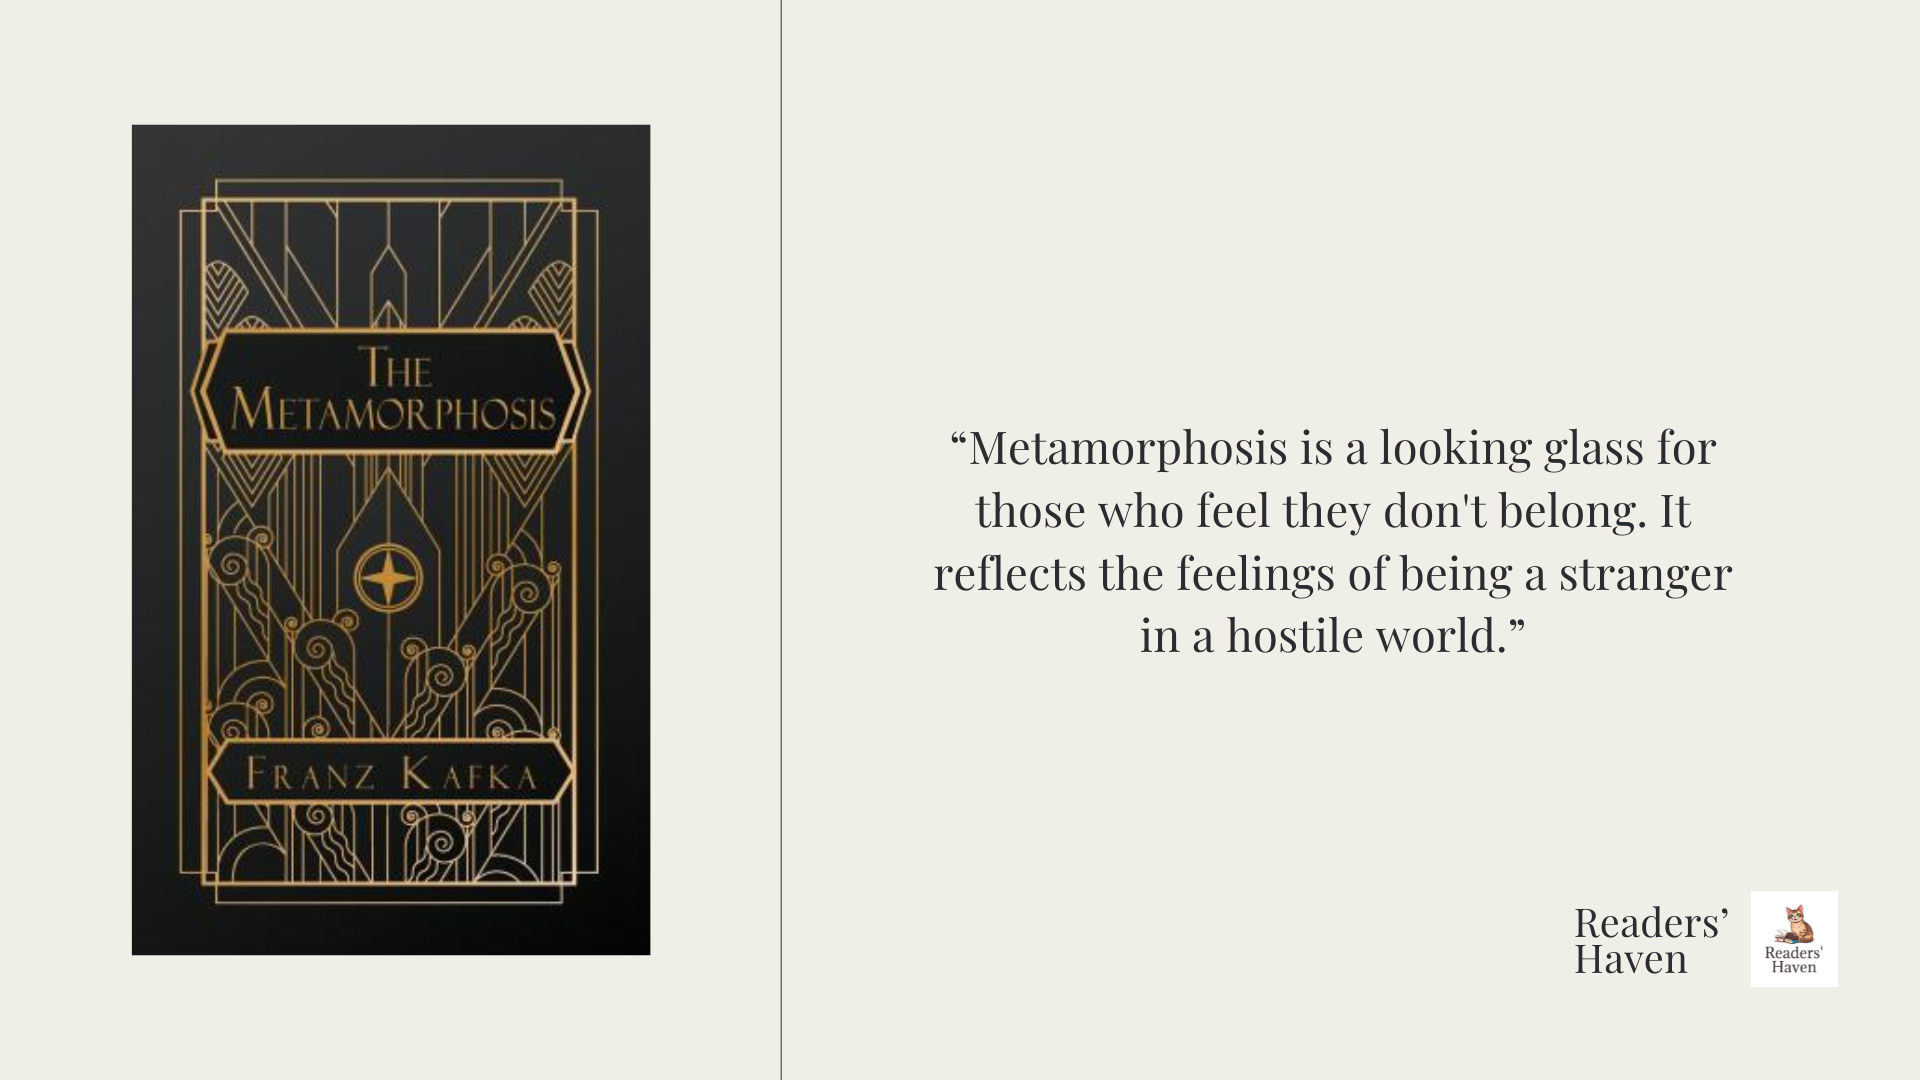 THE
METAMORPHOSIS
FRANZ KAFKA
“Metamorphosis is a looking glass for
those who feel they don't belong. It
reflects the feelings of being a stranger
in a hostile world.”
Readers’
Haven
Readers'
Haven